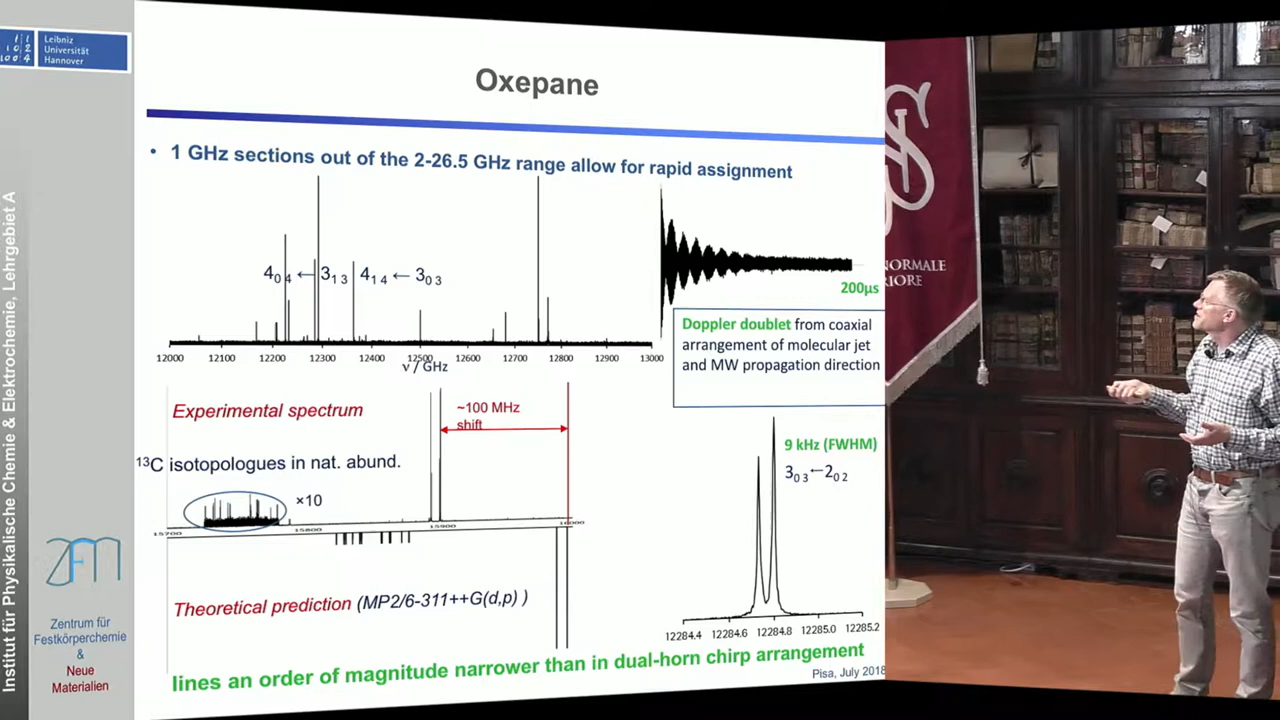 Leibniz
Universität
Hannover
Institut für Physikalische Chemie & Elektrochemie, Lehrgebiet A
Zentrum für
Festkörperchemie
&
Neue
Materialien
Oxepane
• 1 GHz sections out of the 2-26.5 GHz range allow for rapid assignment
4₀₄ ← 3₁₃ 4₁₄ ← 3₀₃
12000 12100 12200 12300 12400 12500 12600 12700 12800 12900 13000
ν / GHz
200µs
Doppler doublet from coaxial
arrangement of molecular jet
and MW propagation direction
Experimental spectrum
~100 MHz
shift
¹³C isotopologues in nat. abund.
×10
15700 15800 15900 16000
Theoretical prediction (MP2/6-311++G(d,p) )
9 kHz (FWHM)
3₀₃←2₀₂
12284.4 12284.6 12284.8 12285.0 12285.2
lines an order of magnitude narrower than in dual-horn chirp arrangement
Pisa, July 2018
NORMALE